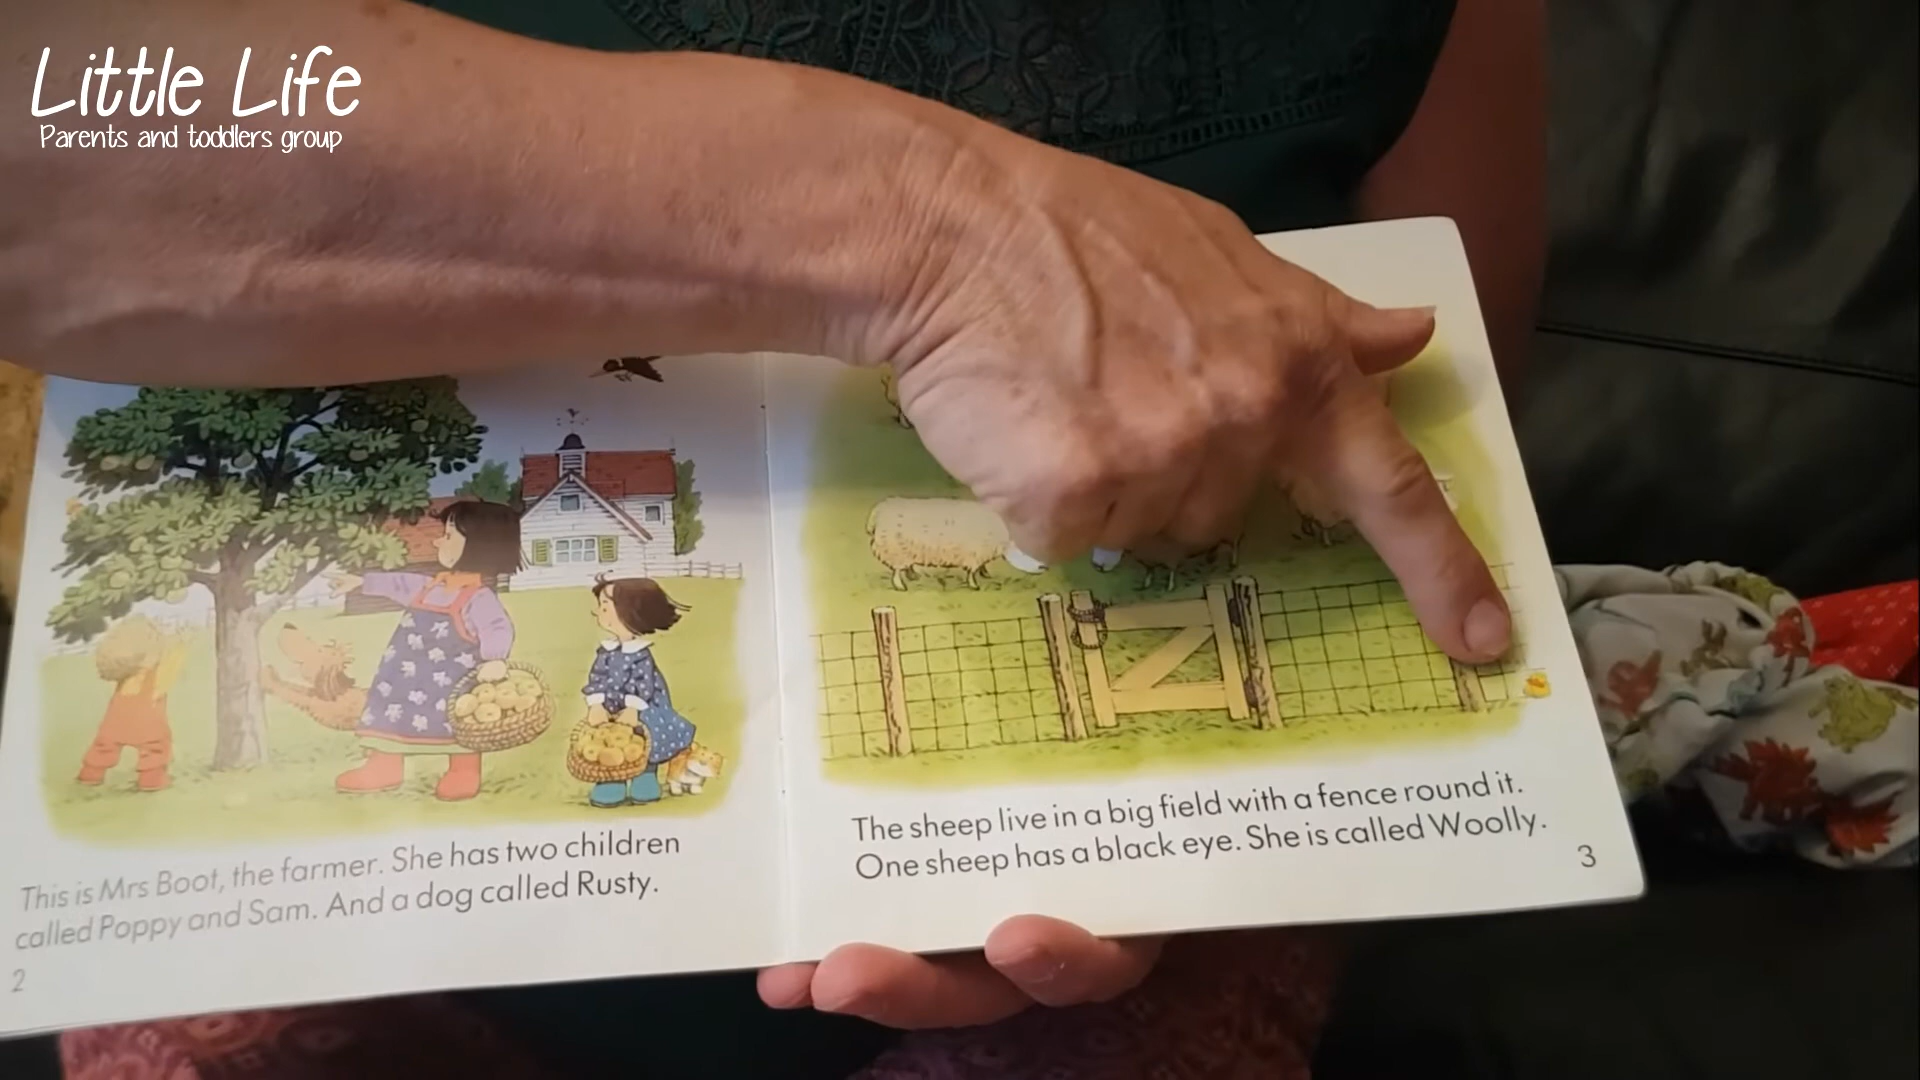 Little Life
Parents and toddlers group
This is Mrs Boot, the farmer. She has two children
called Poppy and Sam. And a dog called Rusty.
2
The sheep live in a big field with a fence round it.
One sheep has a black eye. She is called Woolly.
3